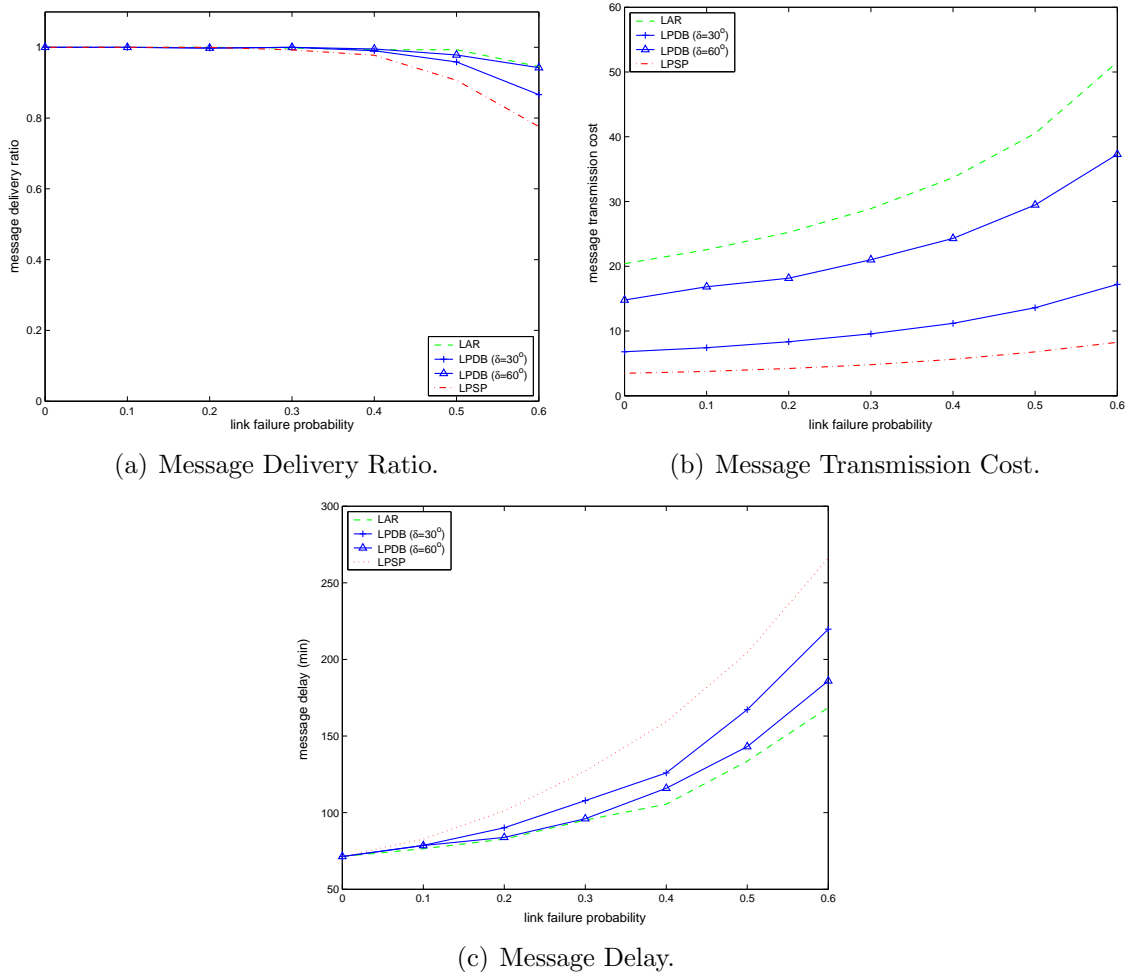 message delivery ratio
1
0.8
0.6
0.4
0.2
0
0 0.1 0.2 0.3 0.4 0.5 0.6
link failure probability
LAR
LPDB (δ=30°)
LPDB (δ=60°)
LPSP
(a) Message Delivery Ratio.
message transmission cost
60
50
40
30
20
10
0
0 0.1 0.2 0.3 0.4 0.5 0.6
link failure probability
LAR
LPDB (δ=30°)
LPDB (δ=60°)
LPSP
(b) Message Transmission Cost.
message delay (min)
300
250
200
150
100
50
0 0.1 0.2 0.3 0.4 0.5 0.6
link failure probability
LAR
LPDB (δ=30°)
LPDB (δ=60°)
LPSP
(c) Message Delay.